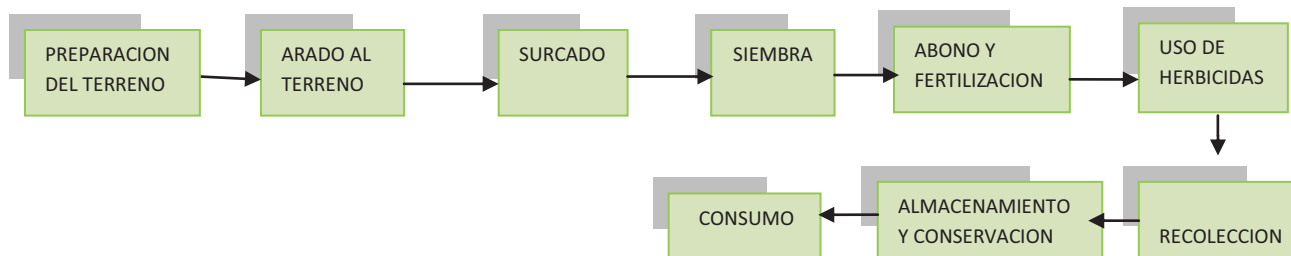 PREPARACION
DEL TERRENO
ARADO AL
TERRENO
SURCADO
SIEMBRA
ABONO Y
FERTILIZACION
USO DE
HERBICIDAS
RECOLECCION
ALMACENAMIENTO
Y CONSERVACION
CONSUMO